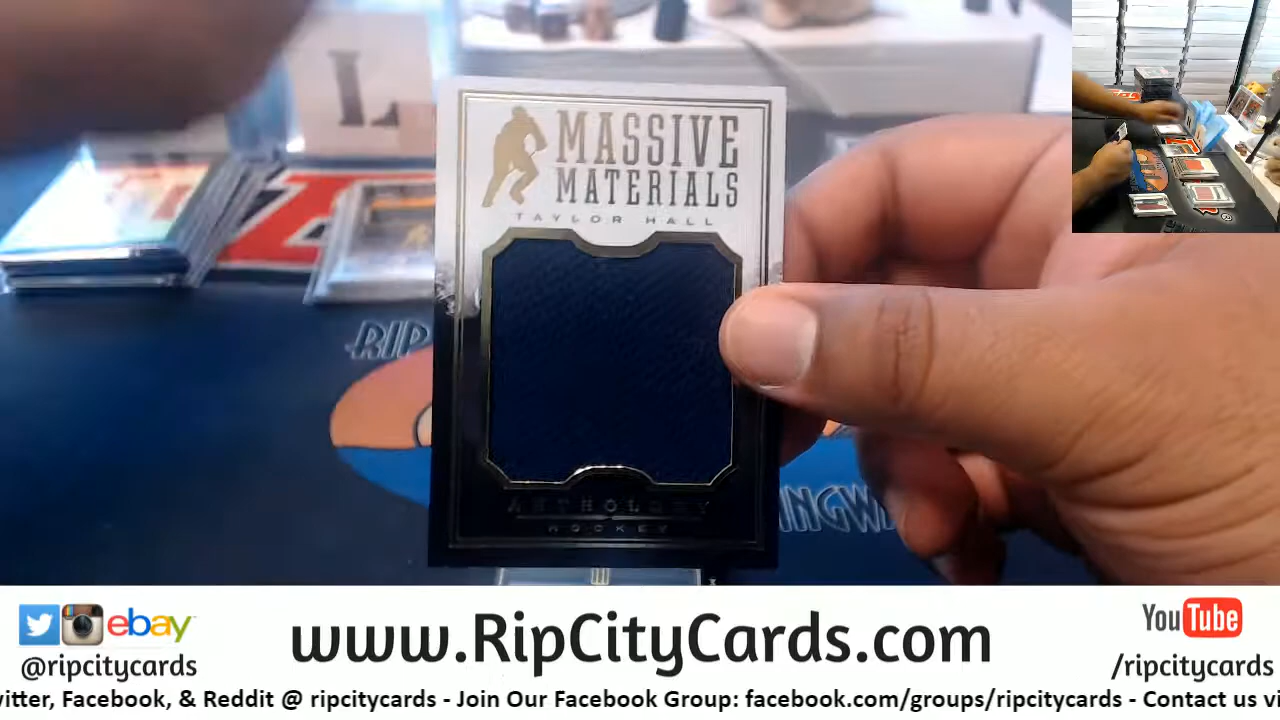 L
MASSIVE
MATERIALS
TAYLOR HALL
RIP
ANTHOLOGY
HOCKEY
ebay
@ripcitycards
www.RipCityCards.com
YouTube
/ripcitycards
witter, Facebook, & Reddit @ ripcitycards - Join Our Facebook Group: facebook.com/groups/ripcitycards - Contact us vi